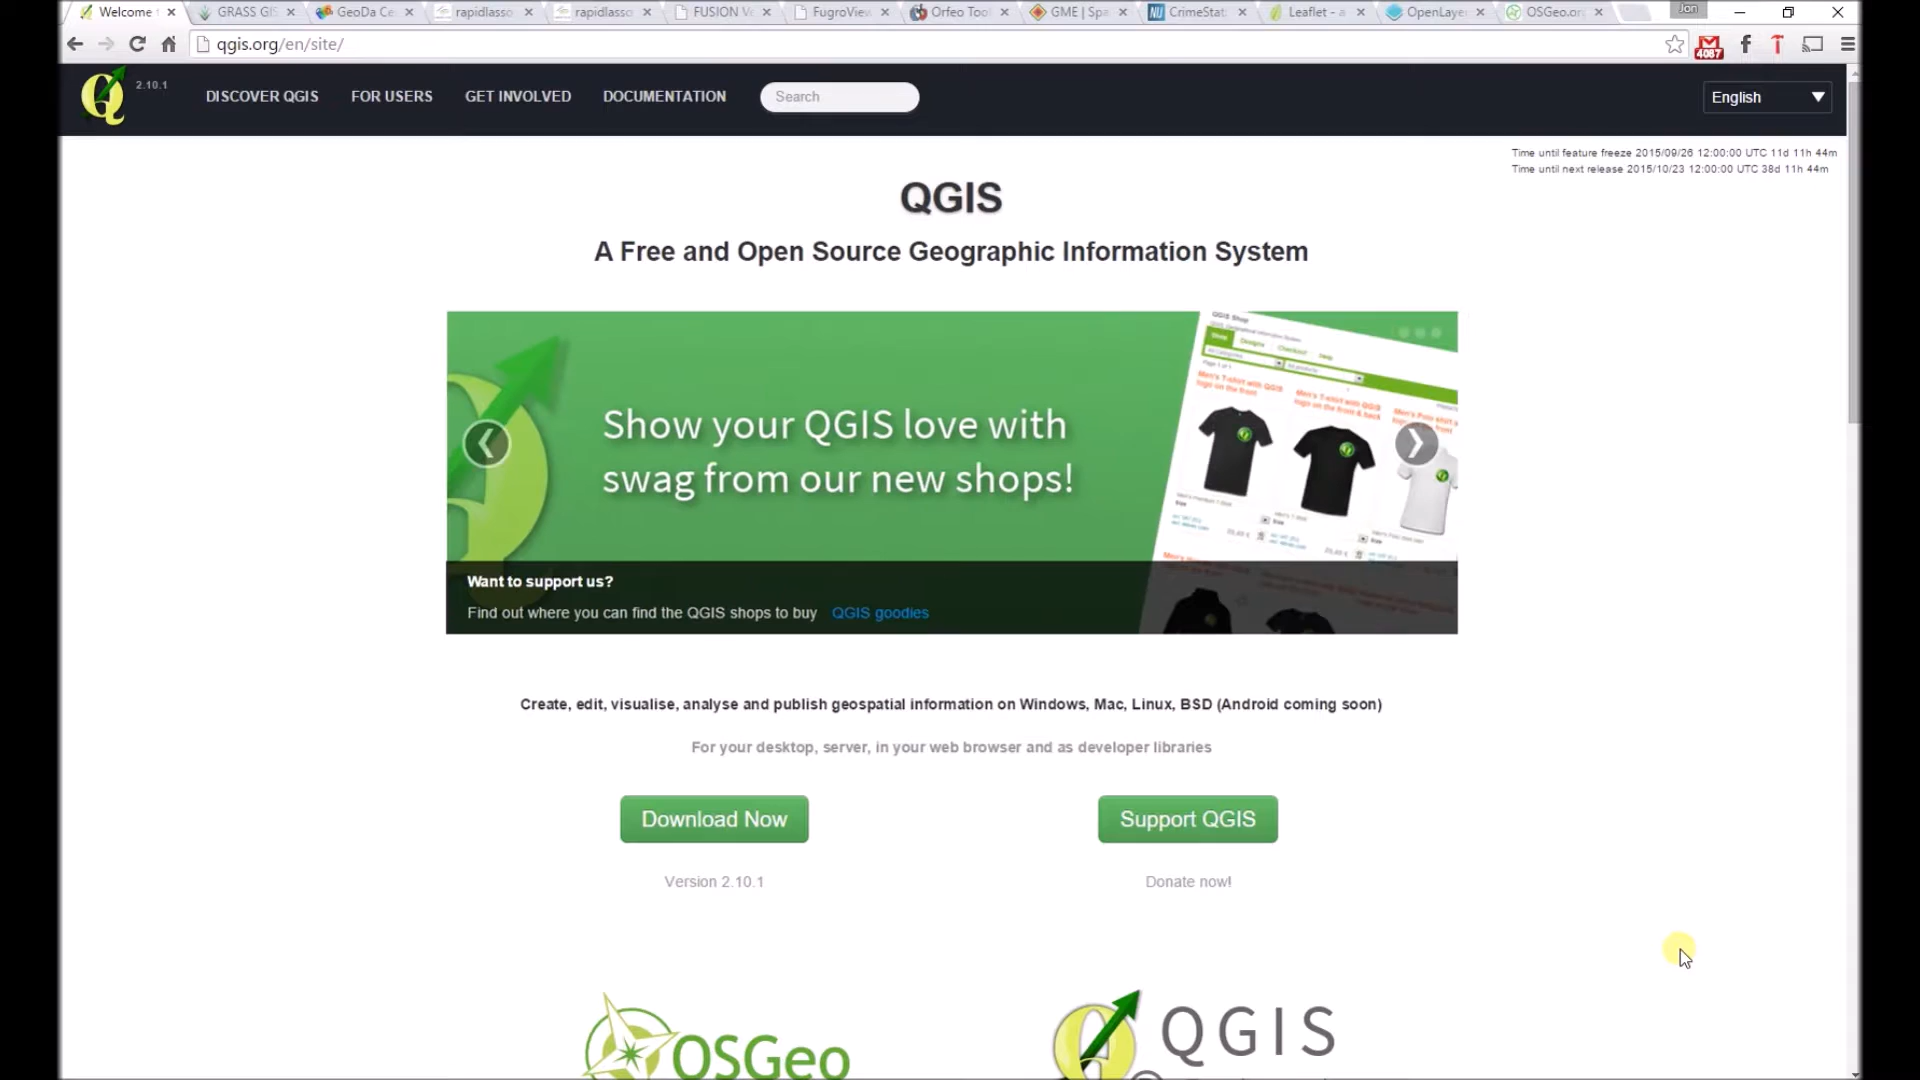 Welcome
GRASS GIS
GeoDa Ce
rapidlasso
rapidlasso
FUSION V
FugroView
Orfeo Tool
GME | Spa
CrimeStat
Leaflet - a
OpenLayer
OSGeo.or
Jon
qgis.org/en/site/
4087
2.10.1
DISCOVER QGIS
FOR USERS
GET INVOLVED
DOCUMENTATION
Search
English
Time until feature freeze 2015/09/26 12:00:00 UTC 11d 11h 44m
Time until next release 2015/10/23 12:00:00 UTC 38d 11h 44m
QGIS
A Free and Open Source Geographic Information System
Show your QGIS love with
swag from our new shops!
QGIS Shop
Want to support us?
Find out where you can find the QGIS shops to buy QGIS goodies
Create, edit, visualise, analyse and publish geospatial information on Windows, Mac, Linux, BSD (Android coming soon)
For your desktop, server, in your web browser and as developer libraries
Download Now
Support QGIS
Version 2.10.1
Donate now!
OSGeo
QGIS